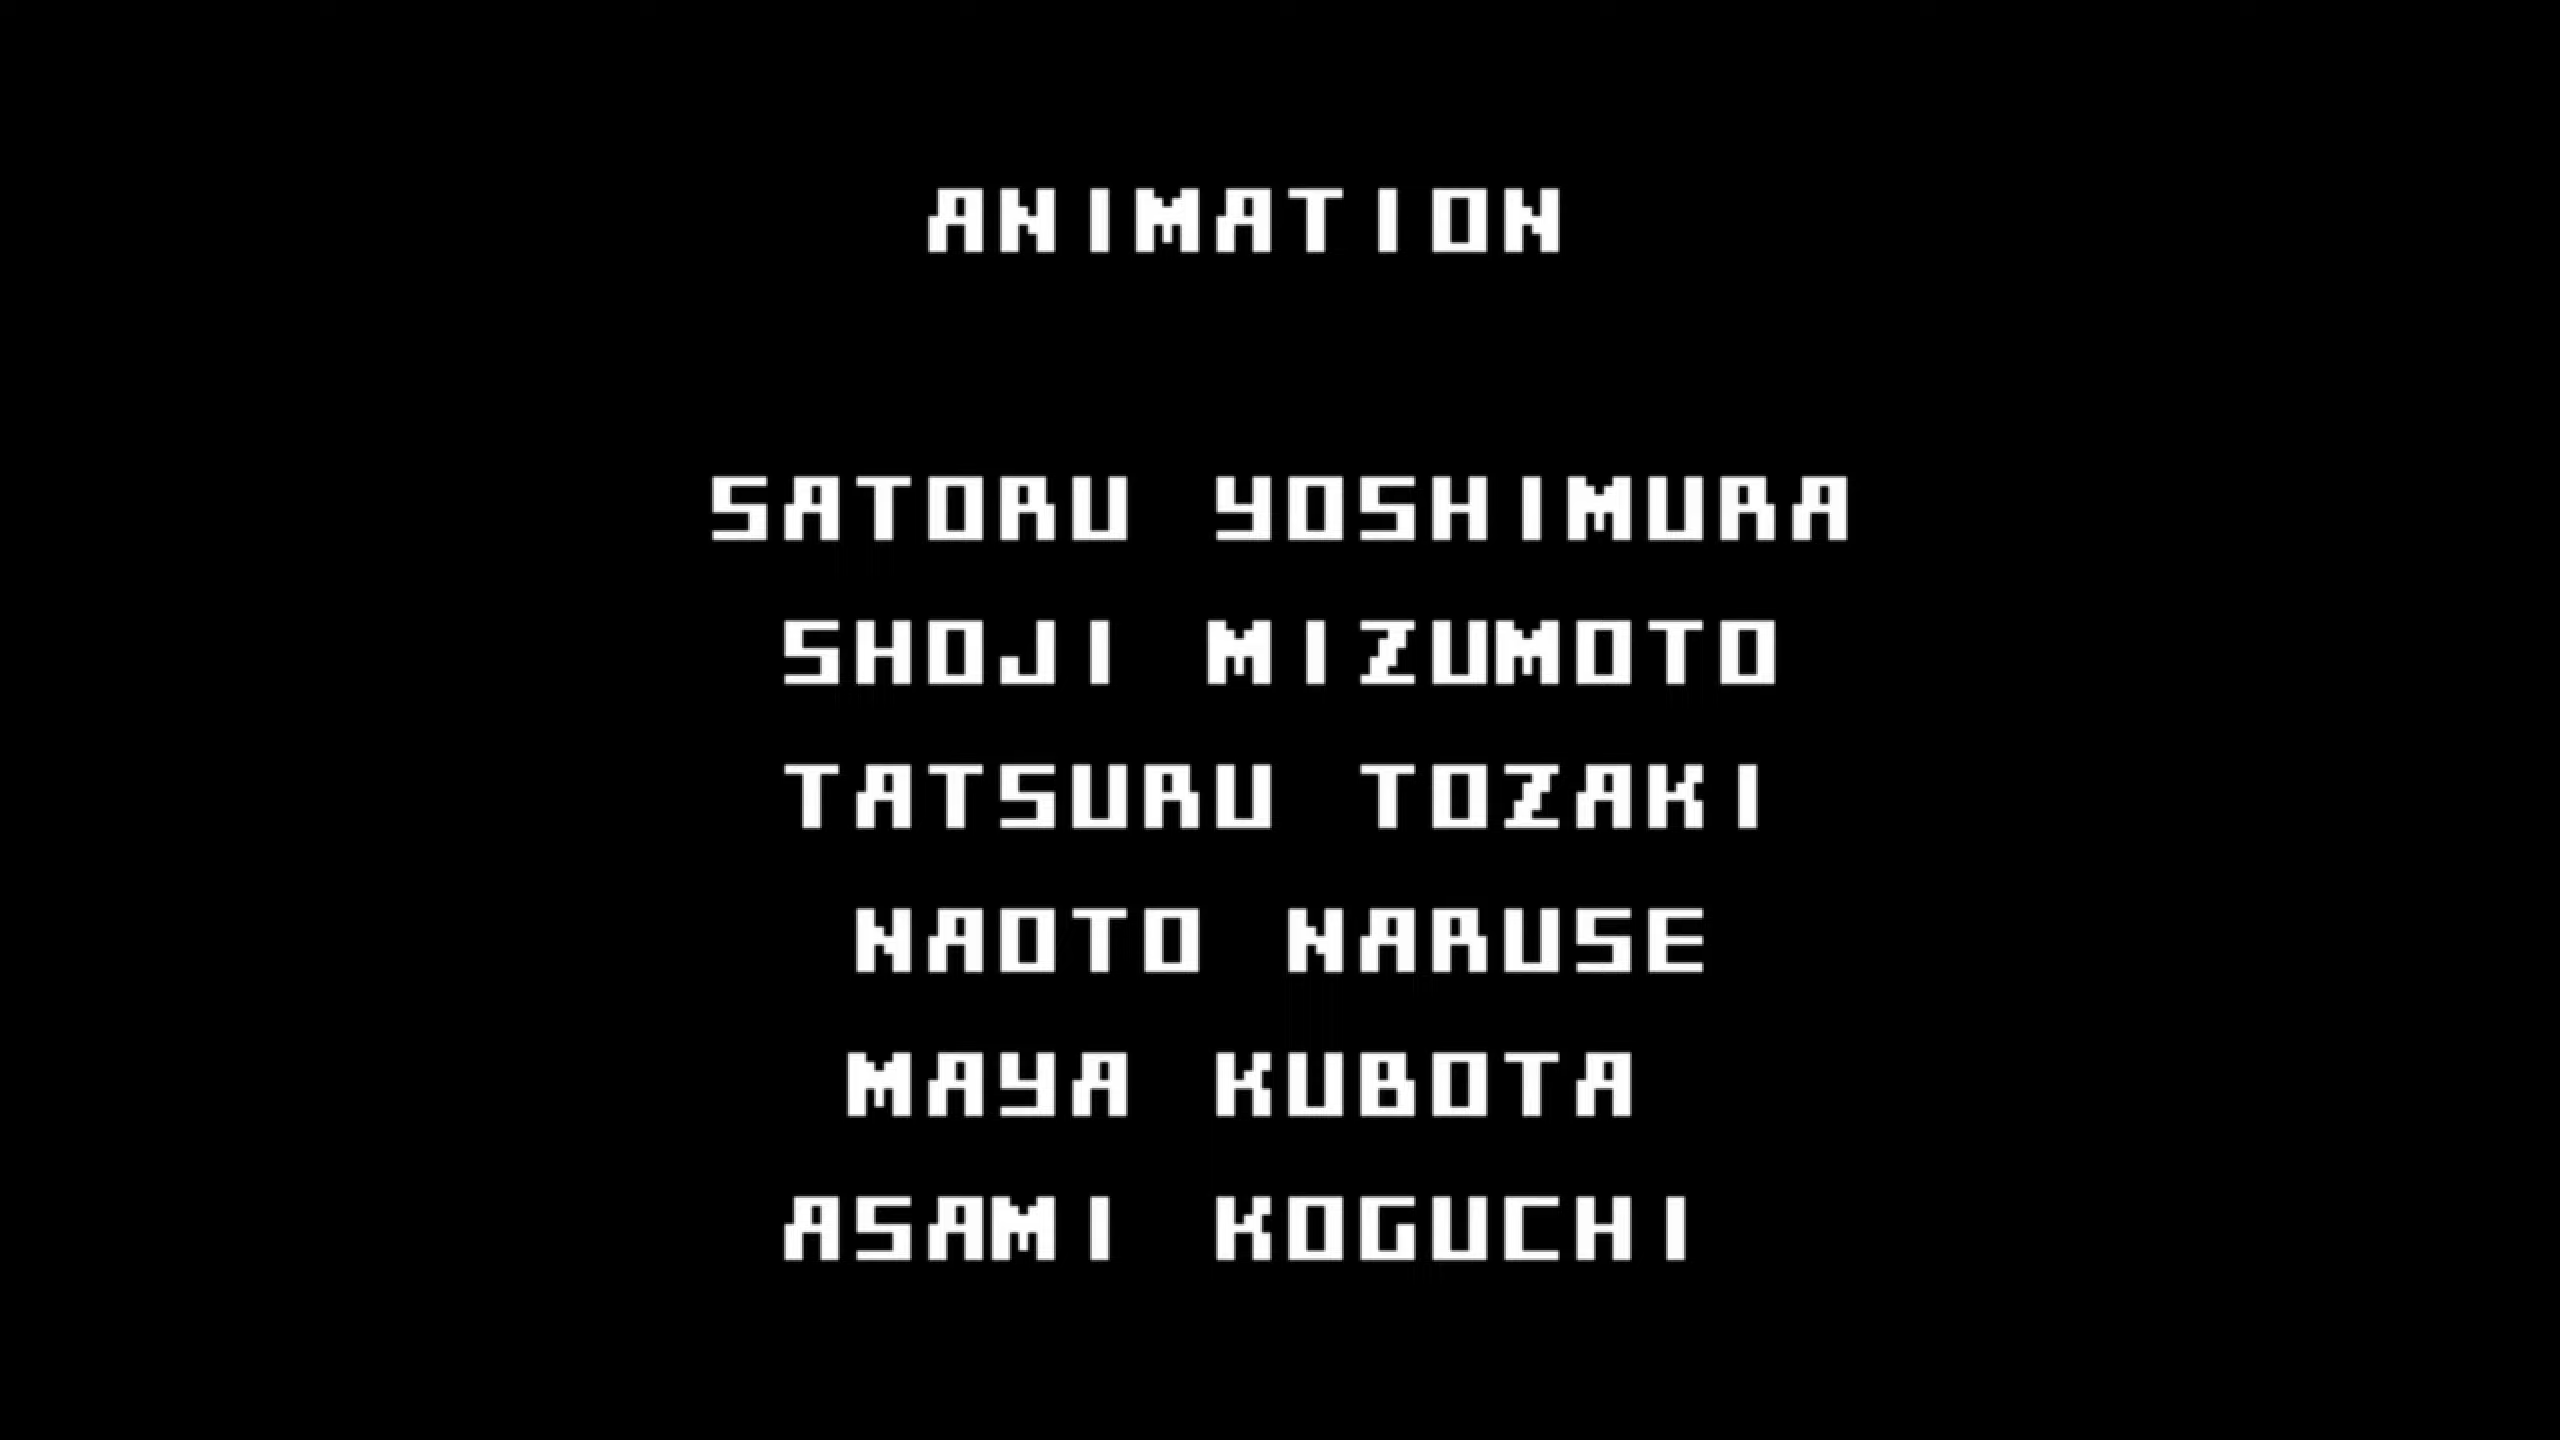 ANIMATION
SATORU YOSHIMURA
SHOJI MIZUMOTO
TATSURU TOZAKI
NAOTO NARUSE
MAYA KUBOTA
ASAMI KOGUCHI